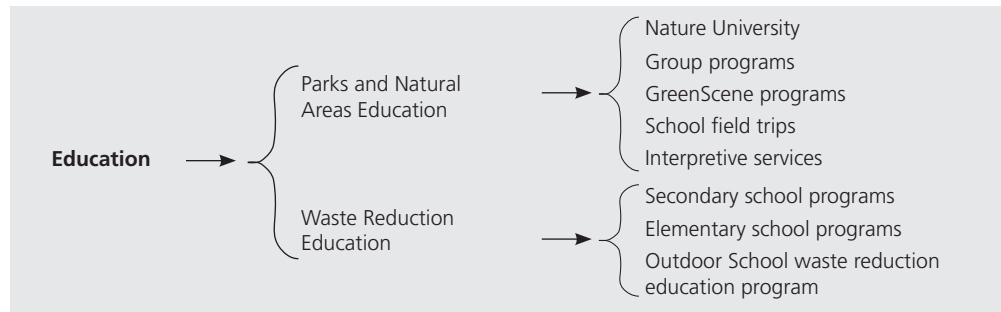 Education
Parks and Natural
Areas Education
Nature University
Group programs
GreenScene programs
School field trips
Interpretive services
Waste Reduction
Education
Secondary school programs
Elementary school programs
Outdoor School waste reduction
education program